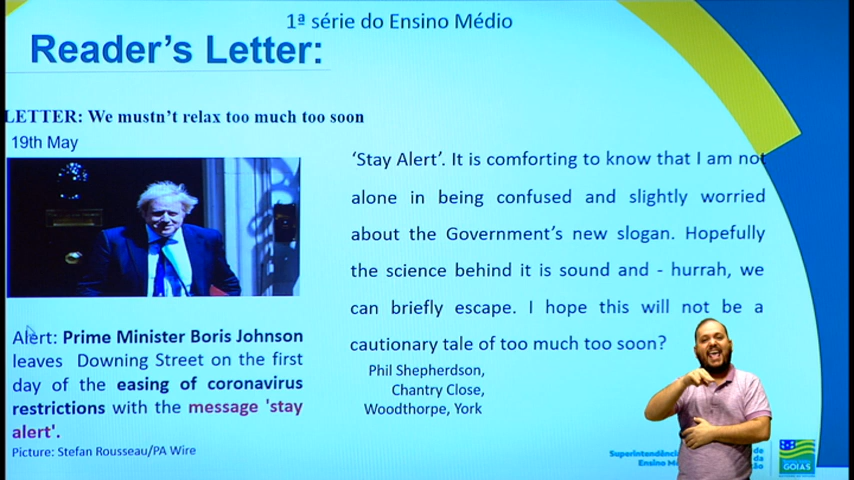 1ª série do Ensino Médio
Reader's Letter:
LETTER: We mustn't relax too much too soon
19th May
Alert: Prime Minister Boris Johnson
leaves Downing Street on the first
day of the easing of coronavirus
restrictions with the message 'stay
alert'.
Picture: Stefan Rousseau/PA Wire
'Stay Alert'. It is comforting to know that I am not
alone in being confused and slightly worried
about the Government's new slogan. Hopefully
the science behind it is sound and - hurrah, we
can briefly escape. I hope this will not be a
cautionary tale of too much too soon?
Phil Shepherdson,
Chantry Close,
Woodthorpe, York
Superintendência de
Ensino Mé
GOIÁS